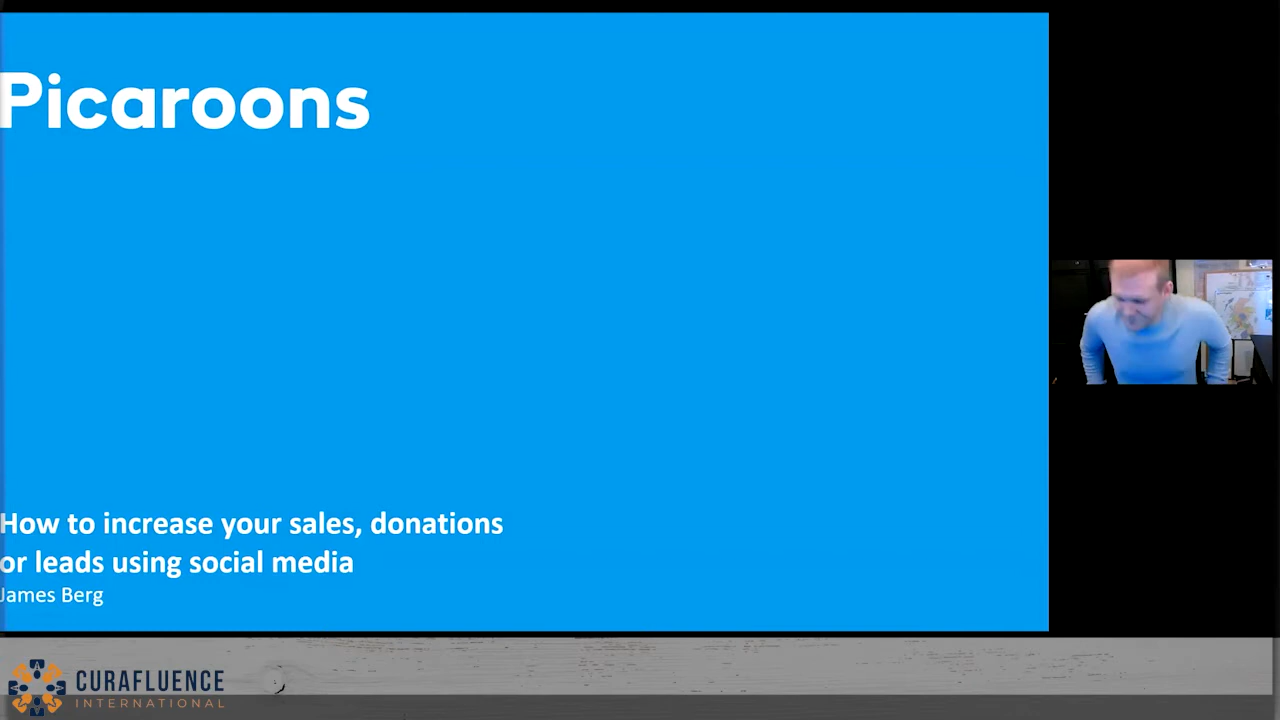 Picaroons
How to increase your sales, donations
or leads using social media
James Berg
CURAFLUENCE
INTERNATIONAL